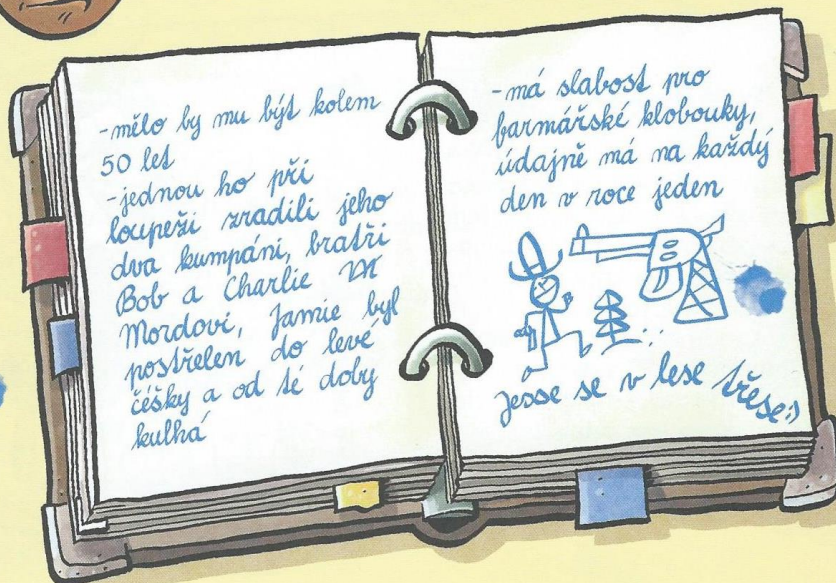 -mělo by mu být kolem
50 let
-jednou ho při
loupeži zradili jeho
dva kumpáni, bratři
Bob a Charlie
Mordovi, Jamie byl
postřelen do levé
čéšky a od té doby
kulhá
-má slabost pro
farmářské klobouky,
údajně má na každý
den v roce jeden
Jesse se v lese třese:)